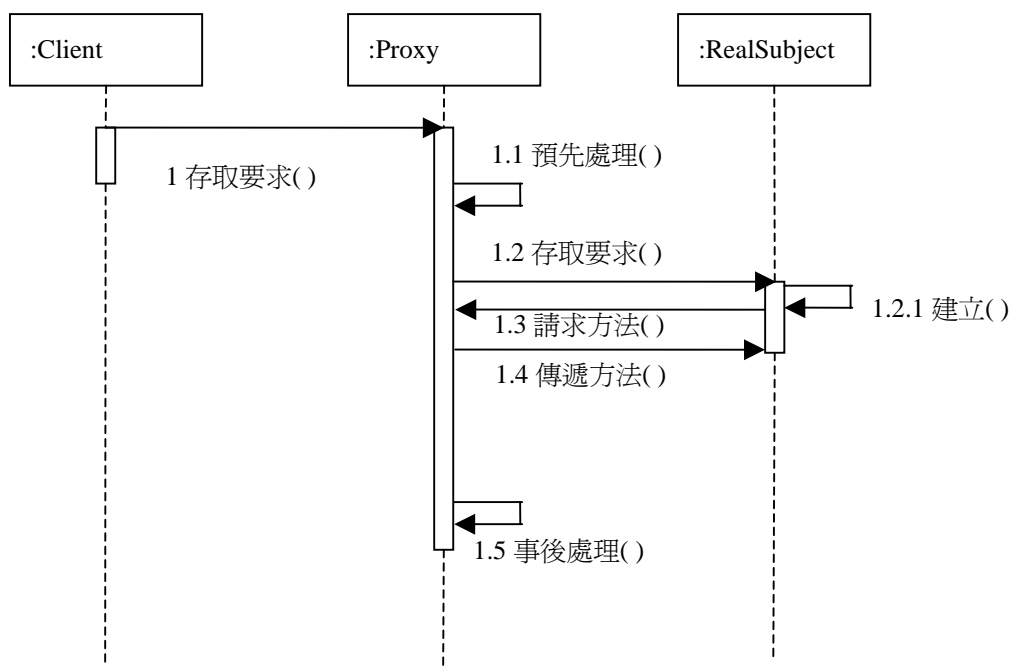 :Client
:Proxy
:RealSubject
1 存取要求( )
1.1 預先處理( )
1.2 存取要求( )
1.2.1 建立( )
1.3 請求方法( )
1.4 傳遞方法( )
1.5 事後處理( )